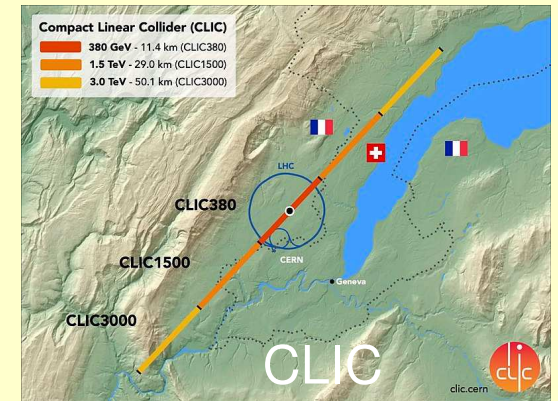 Compact Linear Collider (CLIC)
380 GeV - 11.4 km (CLIC380)
1.5 TeV - 29.0 km (CLIC1500)
3.0 TeV - 50.1 km (CLIC3000)
LHC
CLIC380
CERN
CLIC1500
Geneva
CLIC3000
CLIC
clic
clic.cern